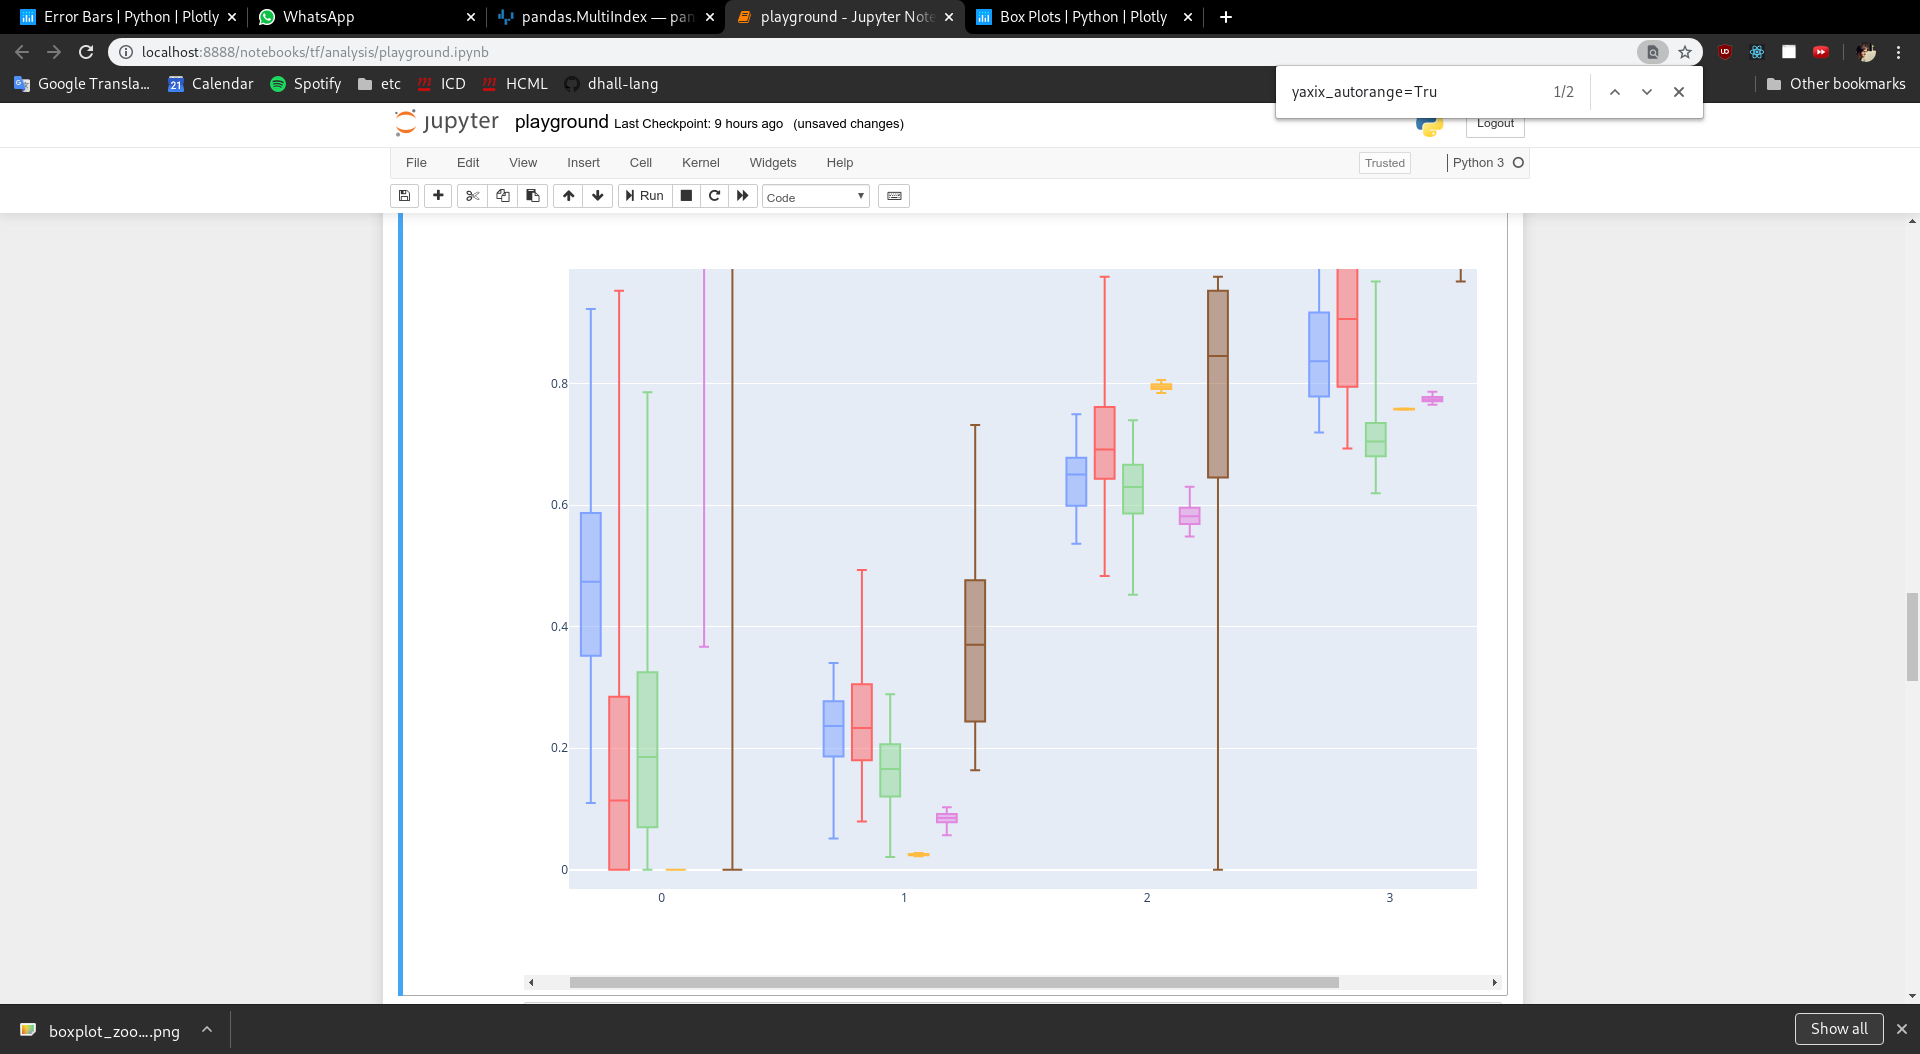 Error Bars | Python | Plotly
WhatsApp
pandas.MultiIndex — pan
playground - Jupyter Note
Box Plots | Python | Plotly
localhost:8888/notebooks/tf/analysis/playground.ipynb
Google Transla...
21 Calendar
Spotify
etc
ICD
HCML
dhall-lang
Other bookmarks
yaxix_autorange=Tru 1/2
jupyter playground Last Checkpoint: 9 hours ago (unsaved changes)
Logout
File Edit View Insert Cell Kernel Widgets Help
Trusted Python 3
Run
Code
0.8
0.6
0.4
0.2
0
0 1 2 3
boxplot_zoo....png
Show all